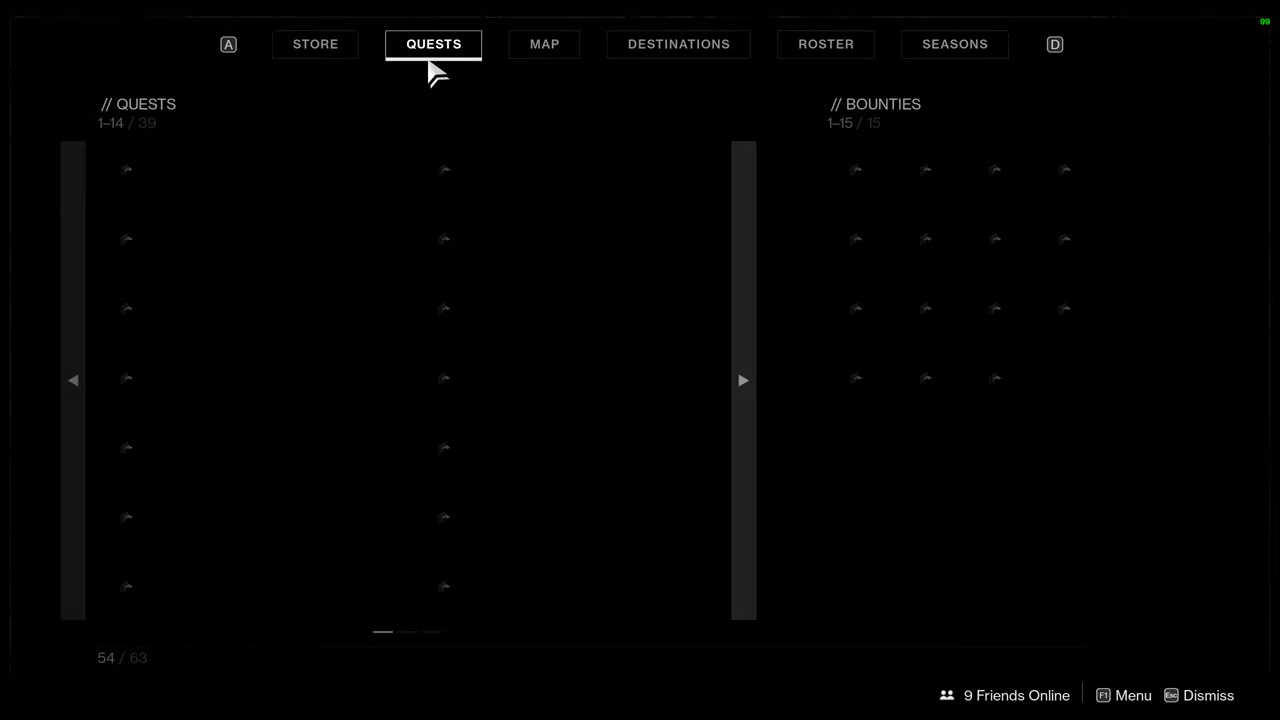 99
A STORE QUESTS MAP DESTINATIONS ROSTER SEASONS D
// QUESTS
1–14 / 39
// BOUNTIES
1–15 / 15
54 / 63
9 Friends Online
F1 Menu Esc Dismiss